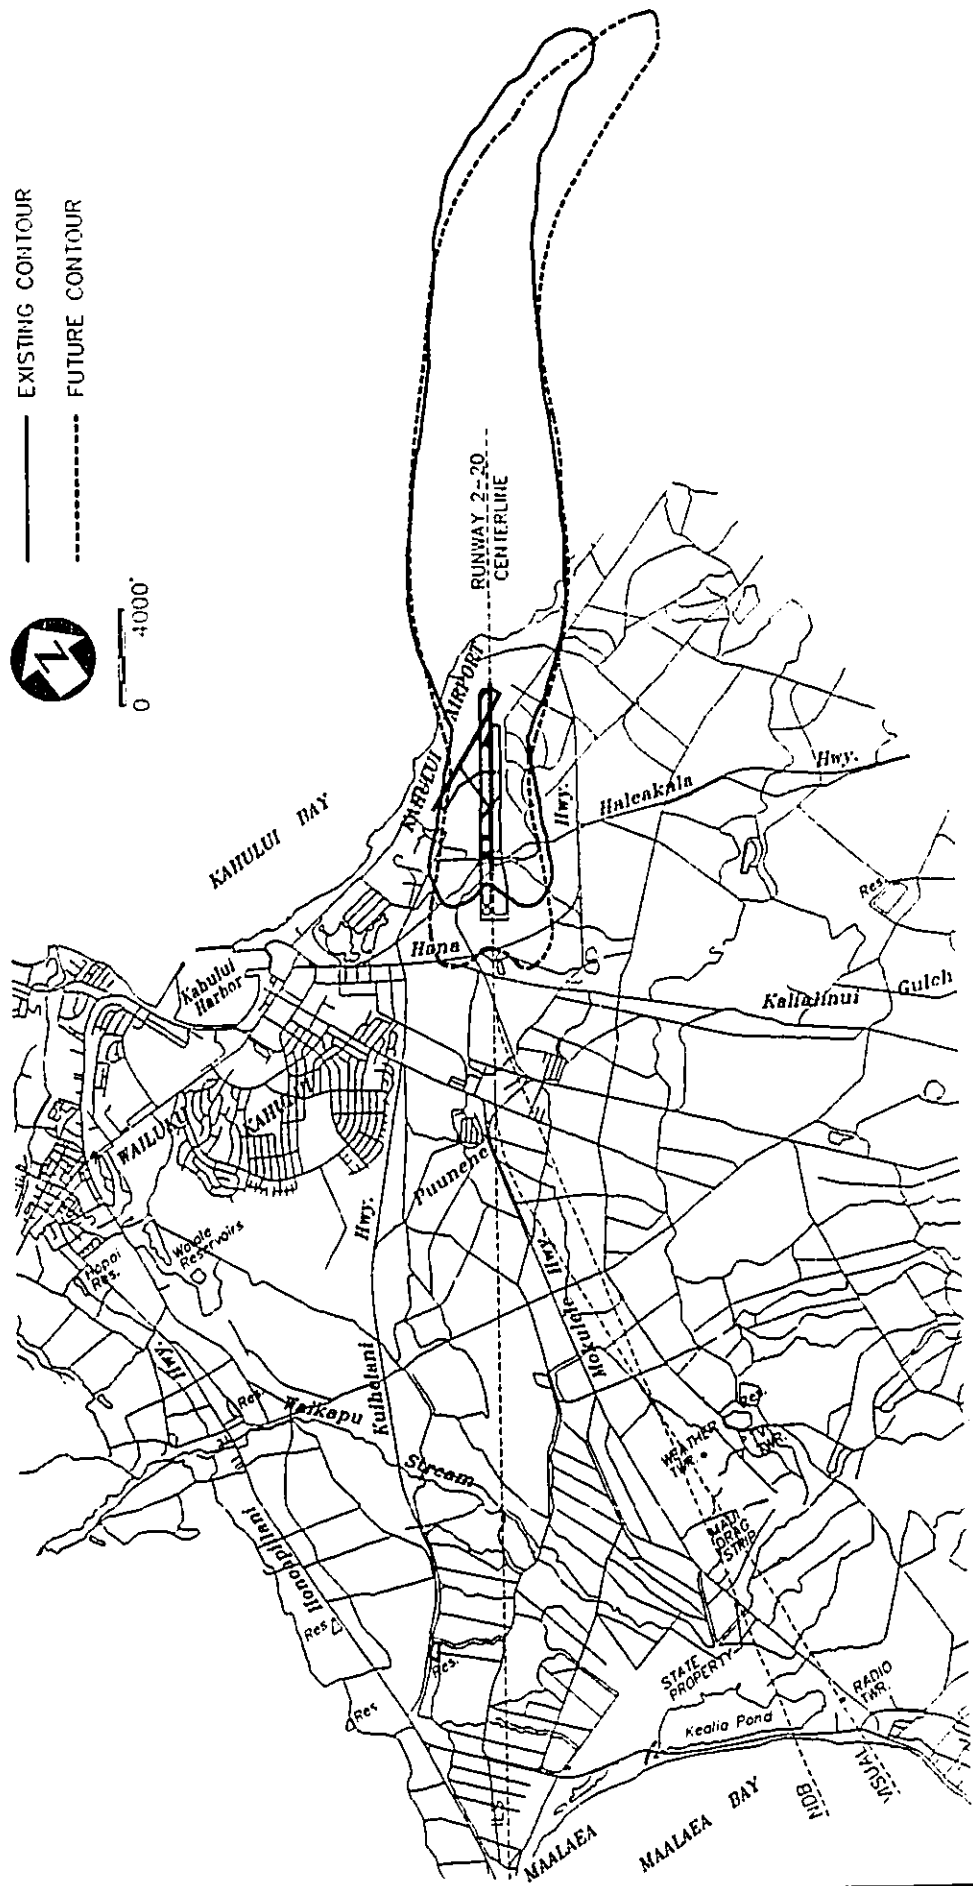 EXISTING CONTOUR
FUTURE CONTOUR
N
0 4000'
RUNWAY 2-20
CENTERLINE
KAHULUI BAY
KAHULUI AIRPORT
Hwy.
Haleakala
Hwy.
Res.
Hana
Kahului
Harbor
Kalialinui Gulch
WAILUKU
KAHULUI
Puunene
Hwy.
Waiale
Reservoirs
Hopoi
Res.
Hwy.
Mokulele Hwy.
Kuihelani
Res.
Waikapu
Stream
Res.
TV
TWR.
WEATHER
TWR.
MAUI
DRAG
STRIP
Honoapiilani
Res.
Res.
Res.
STATE
PROPERTY
RADIO
TWR.
Kealia Pond
ILS
NDB
VISUAL
MAALAEA
MAALAEA BAY